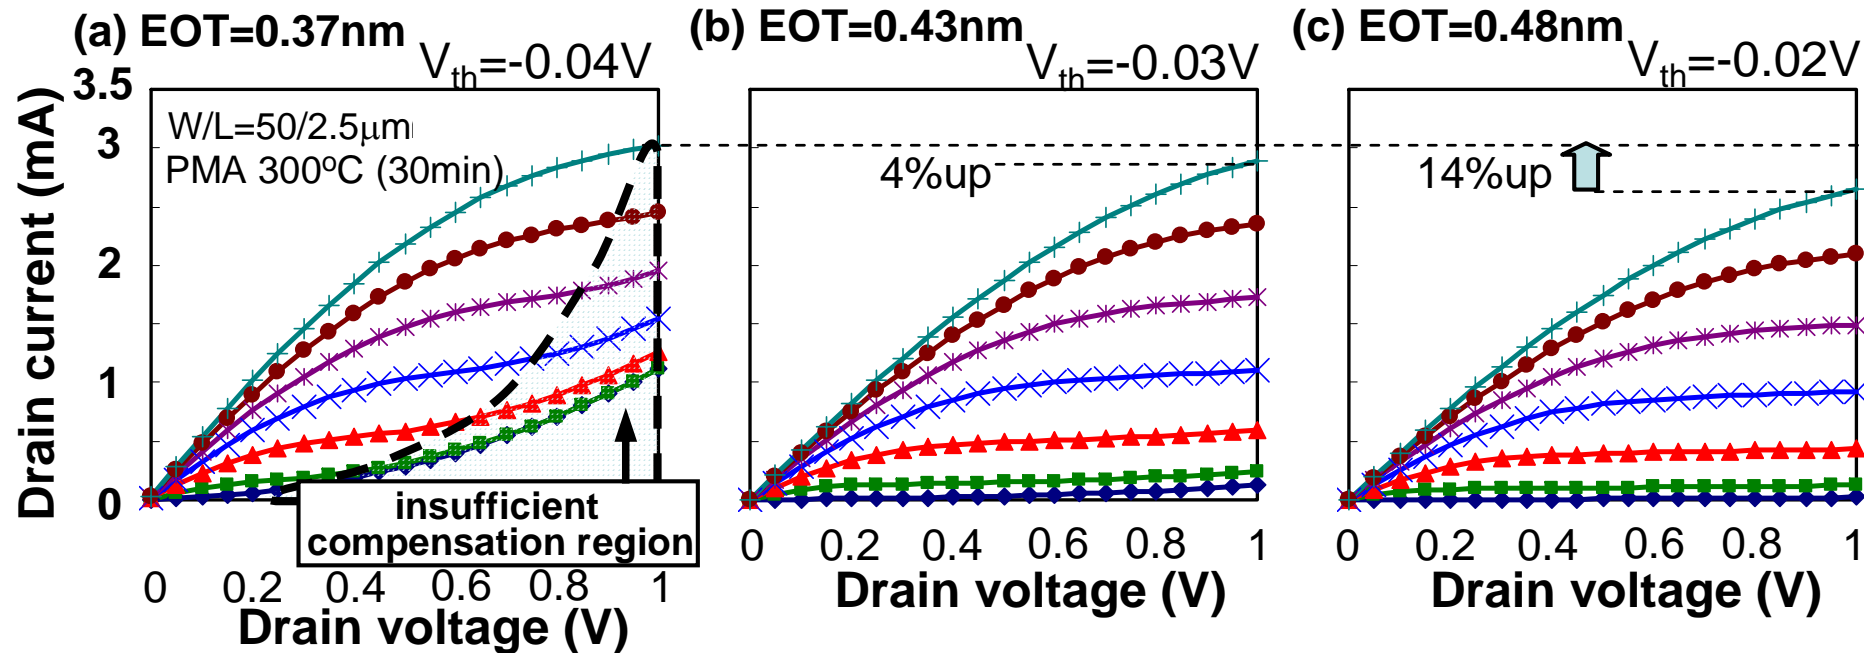 (a) EOT=0.37nm
V_th=-0.04V
(b) EOT=0.43nm
V_th=-0.03V
(c) EOT=0.48nm
V_th=-0.02V
Drain current (mA)
3.5
3
2
1
0
W/L=50/2.5μm
PMA 300ºC (30min)
4%up
14%up
insufficient
compensation region
0 0.2 0.4 0.6 0.8 1
Drain voltage (V)
0 0.2 0.4 0.6 0.8 1
Drain voltage (V)
0 0.2 0.4 0.6 0.8 1
Drain voltage (V)